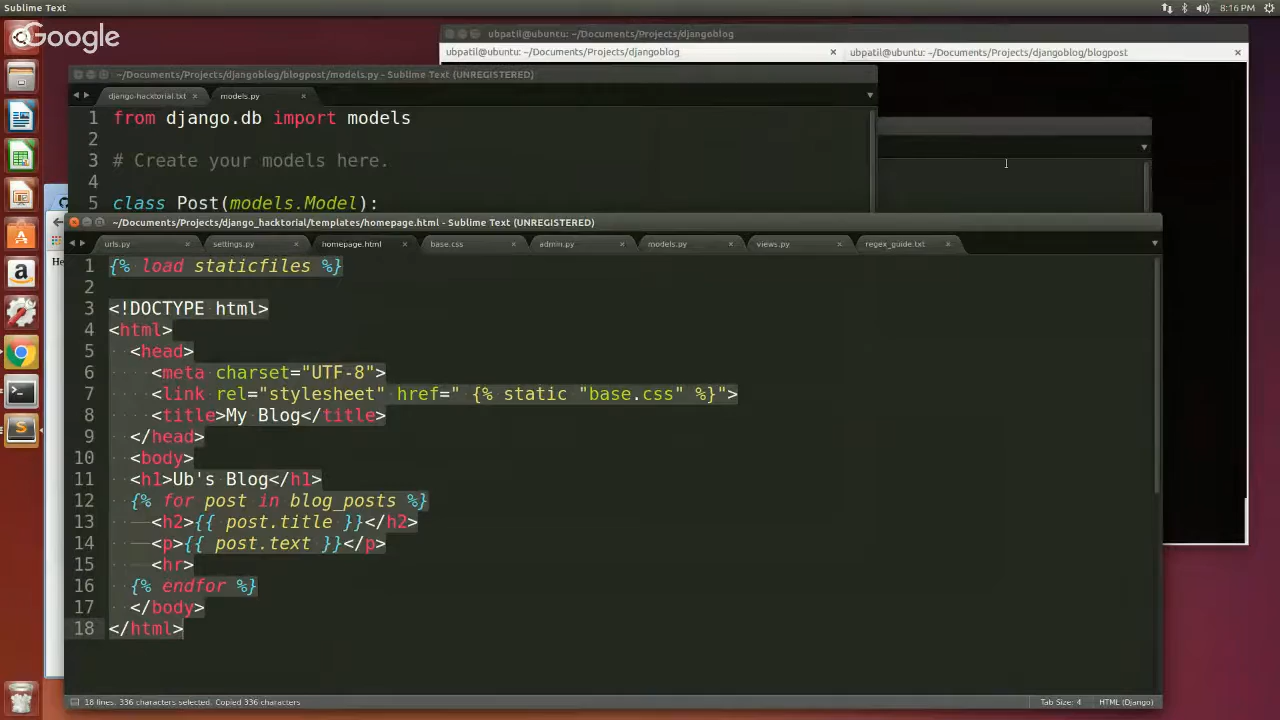 Sublime Text
8:16 PM
Google
ubpatil@ubuntu: ~/Documents/Projects/djangoblog
ubpatil@ubuntu: ~/Documents/Projects/djangoblog
ubpatil@ubuntu: ~/Documents/Projects/djangoblog/blogpost
~/Documents/Projects/djangoblog/blogpost/models.py - Sublime Text (UNREGISTERED)
django-hacktorial.txt
models.py
1 from django.db import models
2
3 # Create your models here.
4
5 class Post(models.Model):
~/Documents/Projects/django_hacktorial/templates/homepage.html - Sublime Text (UNREGISTERED)
urls.py
settings.py
homepage.html
base.css
admin.py
models.py
views.py
regex_guide.txt
He
1 {% load staticfiles %}
2
3 <!DOCTYPE html>
4 <html>
5 <head>
6 <meta charset="UTF-8">
7 <link rel="stylesheet" href=" {% static "base.css" %}">
8 <title>My Blog</title>
9 </head>
10 <body>
11 <h1>Ub's Blog</h1>
12 {% for post in blog_posts %}
13 <h2>{{ post.title }}</h2>
14 <p>{{ post.text }}</p>
15 <hr>
16 {% endfor %}
17 </body>
18 </html>
18 lines, 336 characters selected, Copied 336 characters
Tab Size: 4
HTML (Django)